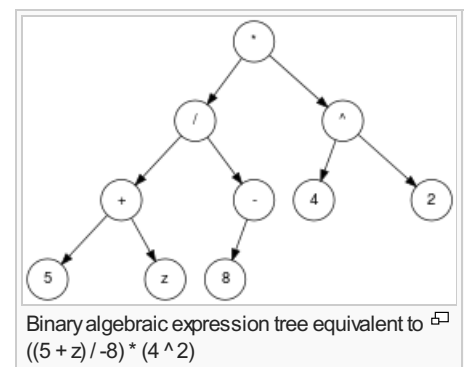 *
/ ^
+ - 4 2
5 z 8
Binary algebraic expression tree equivalent to
((5 + z) / -8) * (4 ^ 2)